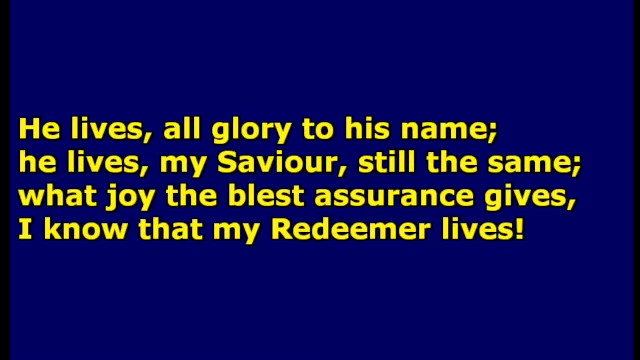 He lives, all glory to his name;
he lives, my Saviour, still the same;
what joy the blest assurance gives,
I know that my Redeemer lives!